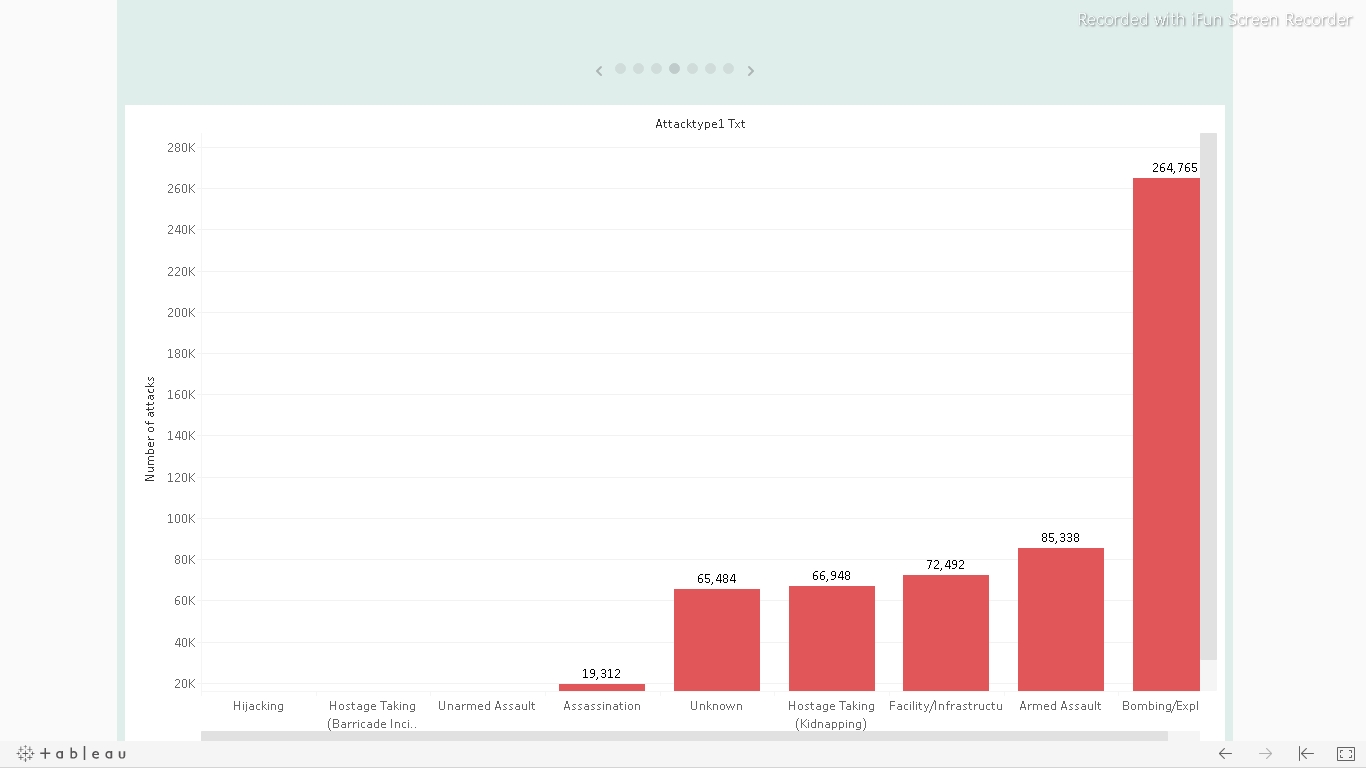 Recorded with iFun Screen Recorder
Attacktype1 Txt
280K
264,765
260K
240K
220K
200K
180K
160K
Number of attacks
140K
120K
100K
85,338
80K
72,492
66,948
65,484
60K
40K
19,312
20K
Hijacking
Hostage Taking
(Barricade Inci..
Unarmed Assault
Assassination
Unknown
Hostage Taking
(Kidnapping)
Facility/Infrastructu
Armed Assault
Bombing/Expl
+ableau